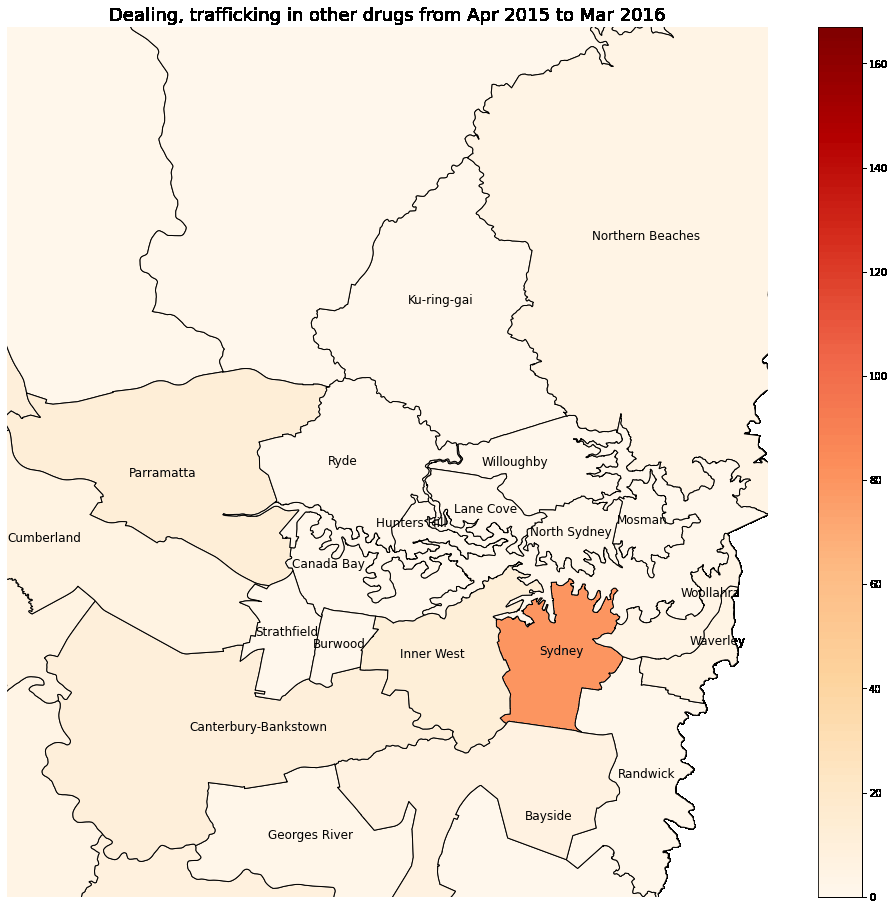 Dealing, trafficking in other drugs from Apr 2015 to Mar 2016
160
140
120
100
80
60
40
20
0
Northern Beaches
Ku-ring-gai
Ryde
Willoughby
Parramatta
Lane Cove
Hunters Hill
Mosman
North Sydney
Cumberland
Canada Bay
Woollahra
Strathfield
Burwood
Waverley
Inner West
Sydney
Canterbury-Bankstown
Randwick
Bayside
Georges River